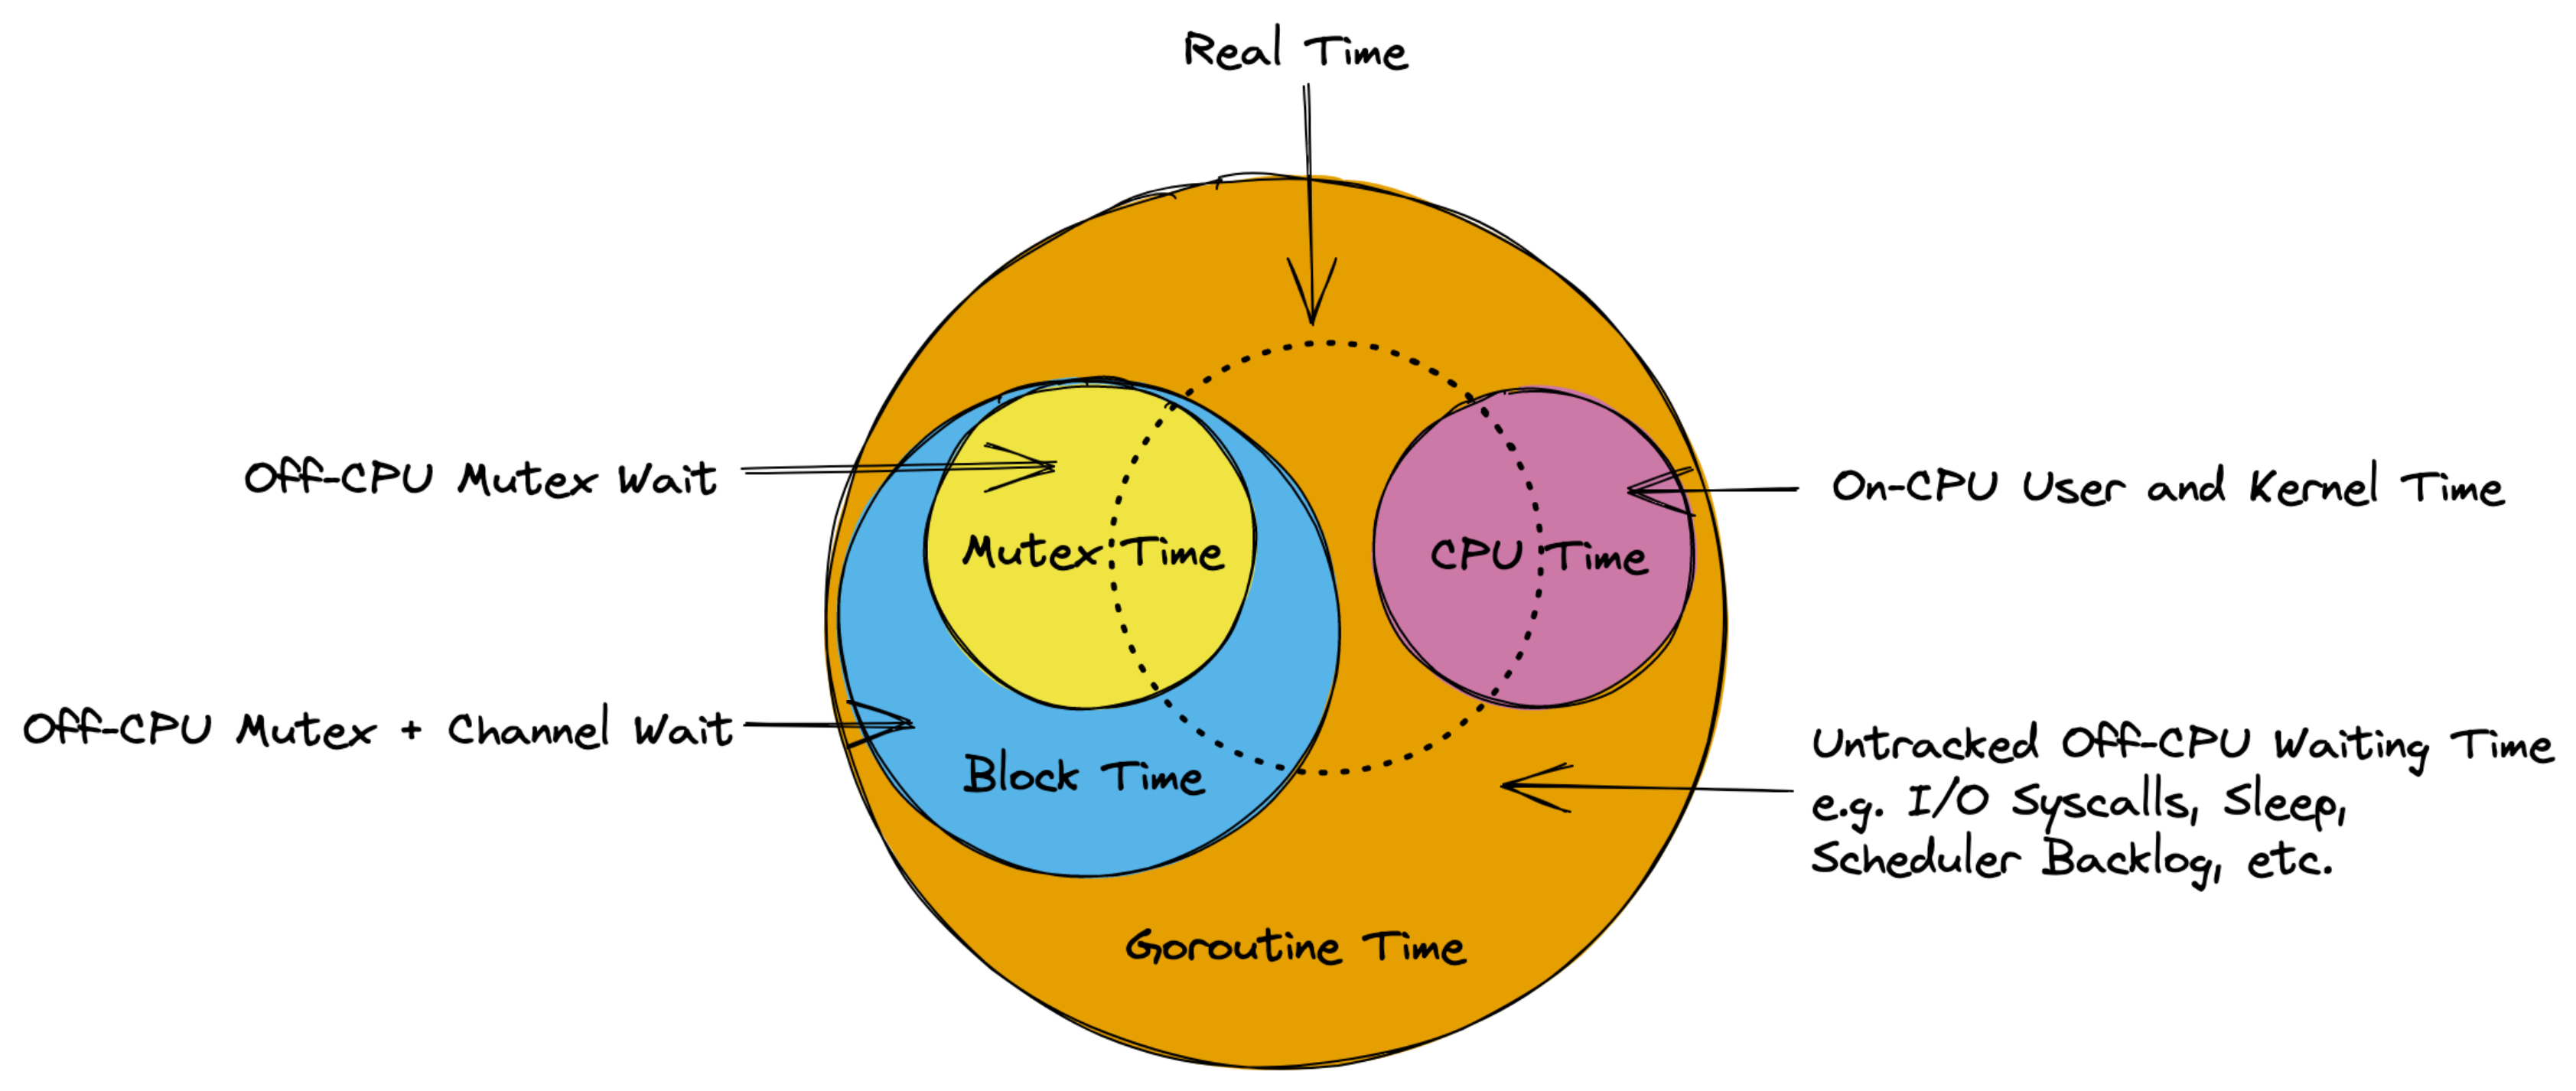 Real Time
Off-CPU Mutex Wait
On-CPU User and Kernel Time
Mutex Time
CPU Time
Off-CPU Mutex + Channel Wait
Block Time
Untracked Off-CPU Waiting Time
e.g. I/O Syscalls, Sleep,
Scheduler Backlog, etc.
Goroutine Time